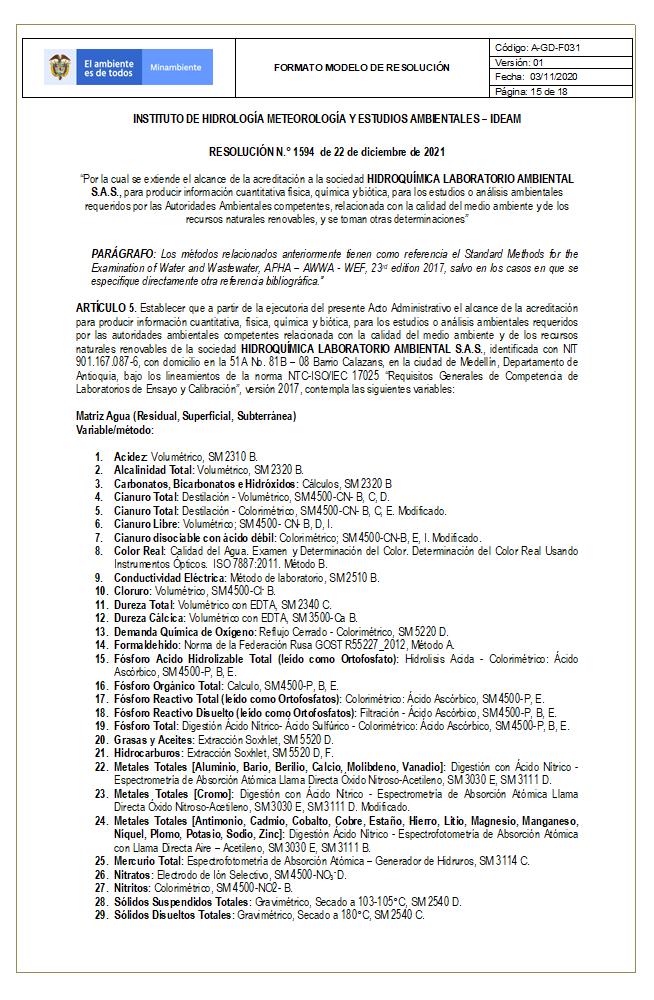 El ambiente
es de todos
Minambiente
FORMATO MODELO DE RESOLUCIÓN
Código: A-GD-F031
Versión: 01
Fecha: 03/11/2020
Página: 15 de 18
INSTITUTO DE HIDROLOGÍA METEOROLOGÍA Y ESTUDIOS AMBIENTALES – IDEAM
RESOLUCIÓN N.° 1594 de 22 de diciembre de 2021
“Por la cual se extiende el alcance de la acreditación a la sociedad HIDROQUÍMICA LABORATORIO AMBIENTAL
S.A.S., para producir información cuantitativa física, química y biótica, para los estudios o análisis ambientales
requeridos por las Autoridades Ambientales competentes, relacionada con la calidad del medio ambiente y de los
recursos naturales renovables, y se toman otras determinaciones”
PARÁGRAFO: Los métodos relacionados anteriormente tienen como referencia el Standard Methods for the
Examination of Water and Wastewater, APHA – AWWA - WEF, 23rd edition 2017, salvo en los casos en que se
especifique directamente otra referencia bibliográfica.”
ARTÍCULO 5. Establecer que a partir de la ejecutoria del presente Acto Administrativo el alcance de la acreditación
para producir información cuantitativa, física, química y biótica, para los estudios o análisis ambientales requeridos
por las autoridades ambientales competentes relacionada con la calidad del medio ambiente y de los recursos
naturales renovables de la sociedad HIDROQUÍMICA LABORATORIO AMBIENTAL S.A.S., identificada con NIT
901.167.087-6, con domicilio en la 51A No. 81B – 08 Barrio Calazans, en la ciudad de Medellín, Departamento de
Antioquia, bajo los lineamientos de la norma NTC-ISO/IEC 17025 “Requisitos Generales de Competencia de
Laboratorios de Ensayo y Calibración”, versión 2017, contempla las siguientes variables:
Matriz Agua (Residual, Superficial, Subterránea)
Variable/método:
1. Acidez: Volumétrico, SM 2310 B.
2. Alcalinidad Total: Volumétrico, SM 2320 B.
3. Carbonatos, Bicarbonatos e Hidróxidos: Cálculos, SM 2320 B
4. Cianuro Total: Destilación - Volumétrico, SM 4500-CN- B, C, D.
5. Cianuro Total: Destilación - Colorimétrico, SM 4500-CN- B, C, E. Modificado.
6. Cianuro Libre: Volumétrico; SM 4500- CN- B, D, I.
7. Cianuro disociable con ácido débil: Colorimétrico; SM 4500-CN-B, E, I. Modificado.
8. Color Real: Calidad del Agua. Examen y Determinación del Color. Determinación del Color Real Usando
Instrumentos Ópticos. ISO 7887:2011. Método B.
9. Conductividad Eléctrica: Método de laboratorio, SM 2510 B.
10. Cloruro: Volumétrico, SM 4500-Cl- B.
11. Dureza Total: Volumétrico con EDTA, SM 2340 C.
12. Dureza Cálcica: Volumétrico con EDTA, SM 3500-Ca B.
13. Demanda Química de Oxígeno: Reflujo Cerrado - Colorimétrico, SM 5220 D.
14. Formaldehido: Norma de la Federación Rusa GOST R55227_2012, Método A.
15. Fósforo Acido Hidrolizable Total (leído como Ortofosfato): Hidrolisis Acida - Colorimétrico: Ácido
Ascórbico, SM 4500-P, B, E.
16. Fósforo Orgánico Total: Calculo, SM 4500-P, B, E.
17. Fósforo Reactivo Total (leído como Ortofosfatos): Colorimétrico: Ácido Ascórbico, SM 4500-P, E.
18. Fósforo Reactivo Disuelto (leído como Ortofosfatos): Filtración - Ácido Ascórbico, SM 4500-P, B, E.
19. Fósforo Total: Digestión Ácido Nítrico- Ácido Sulfúrico - Colorimétrico: Ácido Ascórbico, SM 4500-P, B, E.
20. Grasas y Aceites: Extracción Soxhlet, SM 5520 D.
21. Hidrocarburos: Extracción Soxhlet, SM 5520 D, F.
22. Metales Totales [Aluminio, Bario, Berilio, Calcio, Molibdeno, Vanadio]: Digestión con Ácido Nítrico -
Espectrometría de Absorción Atómica Llama Directa Óxido Nitroso-Acetileno, SM 3030 E, SM 3111 D.
23. Metales Totales [Cromo]: Digestión con Ácido Nítrico - Espectrometría de Absorción Atómica Llama
Directa Óxido Nitroso-Acetileno, SM 3030 E, SM 3111 D. Modificado.
24. Metales Totales [Antimonio, Cadmio, Cobalto, Cobre, Estaño, Hierro, Litio, Magnesio, Manganeso,
Níquel, Plomo, Potasio, Sodio, Zinc]: Digestión Ácido Nítrico - Espectrofotometría de Absorción Atómica
con Llama Directa Aire – Acetileno, SM 3030 E, SM 3111 B.
25. Mercurio Total: Espectrofotometría de Absorción Atómica – Generador de Hidruros, SM 3114 C.
26. Nitratos: Electrodo de Ión Selectivo, SM 4500-NO3- D.
27. Nitritos: Colorimétrico, SM 4500-NO2- B.
28. Sólidos Suspendidos Totales: Gravimétrico, Secado a 103-105°C, SM 2540 D.
29. Sólidos Disueltos Totales: Gravimétrico, Secado a 180°C, SM 2540 C.